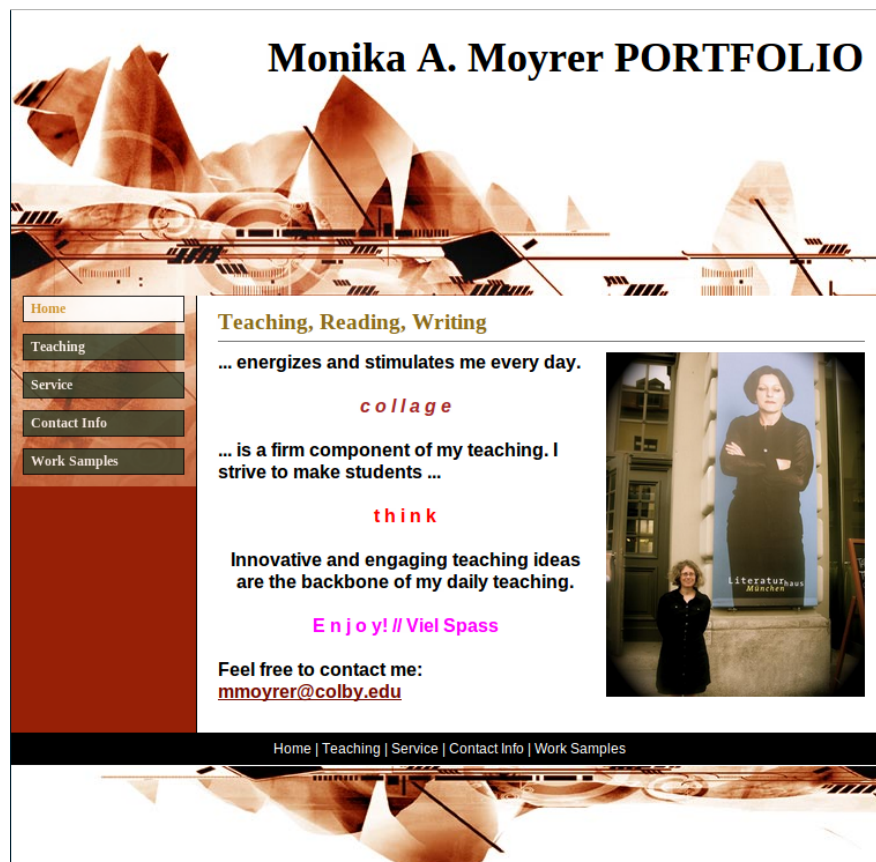 Monika A. Moyrer PORTFOLIO
Home
Teaching
Service
Contact Info
Work Samples
Teaching, Reading, Writing
... energizes and stimulates me every day.
c o l l a g e
... is a firm component of my teaching. I
strive to make students ...
t h i n k
Innovative and engaging teaching ideas
are the backbone of my daily teaching.
E n j o y! // Viel Spass
Feel free to contact me:
mmoyrer@colby.edu
Literaturhaus
München
Home | Teaching | Service | Contact Info | Work Samples